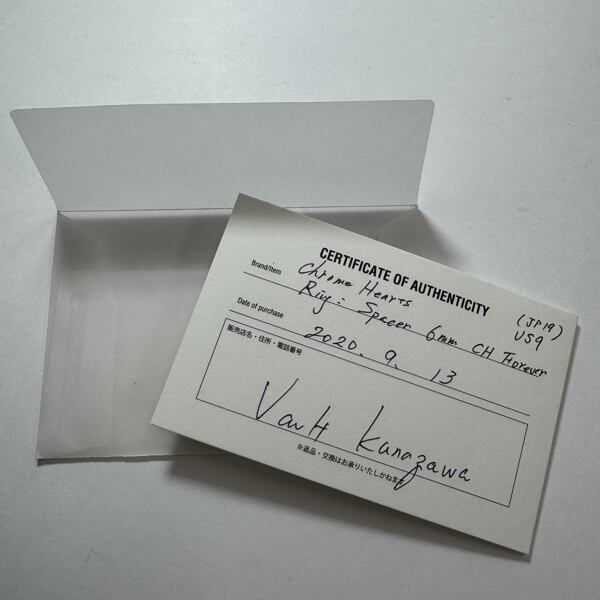 CERTIFICATE OF AUTHENTICITY
Brand/Item Chrome Hearts
(JP19)
Ring: Spacer 6mm CH Forever US9
Date of purchase 2020. 9. 13
販売店名・住所・電話番号
Vault Kanazawa
※返品・交換はお承りいたしかねます